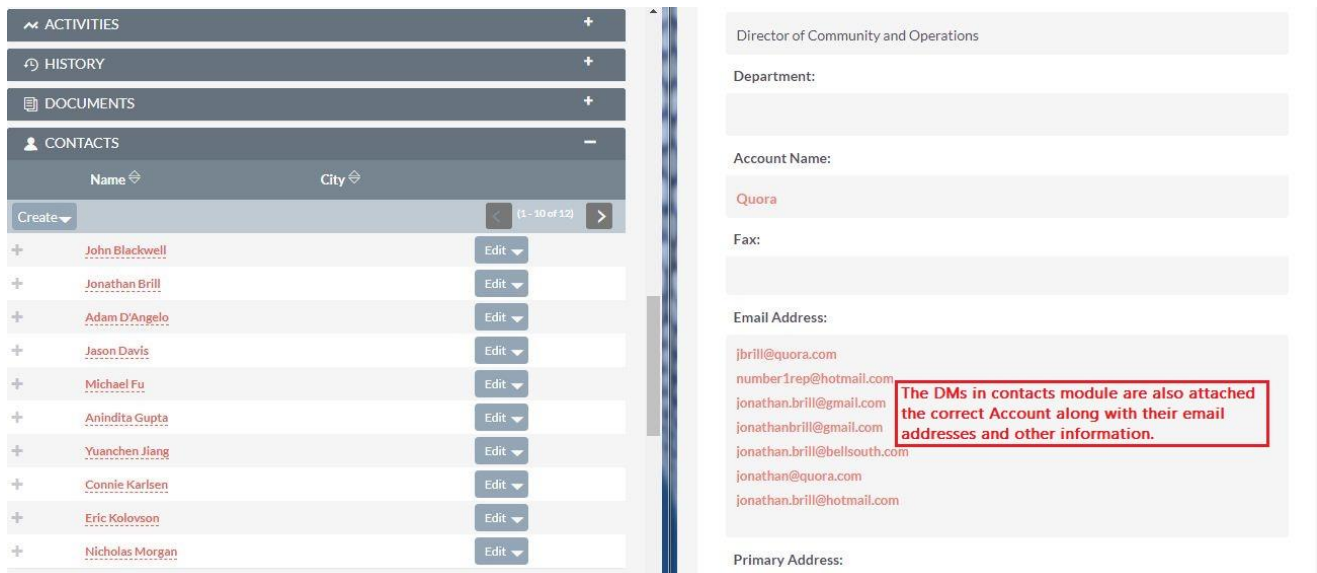 ACTIVITIES
HISTORY
DOCUMENTS
CONTACTS
Name City
Create (1 - 10 of 12)
John Blackwell Edit
Jonathan Brill Edit
Adam D'Angelo Edit
Jason Davis Edit
Michael Fu Edit
Anindita Gupta Edit
Yuanchen Jiang Edit
Connie Karlsen Edit
Eric Kolovson Edit
Nicholas Morgan Edit
Director of Community and Operations
Department:
Account Name:
Quora
Fax:
Email Address:
jbrill@quora.com
number1rep@hotmail.com
jonathan.brill@gmail.com
jonathanbrill@gmail.com
jonathan.brill@bellsouth.com
jonathan@quora.com
jonathan.brill@hotmail.com
The DMs in contacts module are also attached
the correct Account along with their email
addresses and other information.
Primary Address: